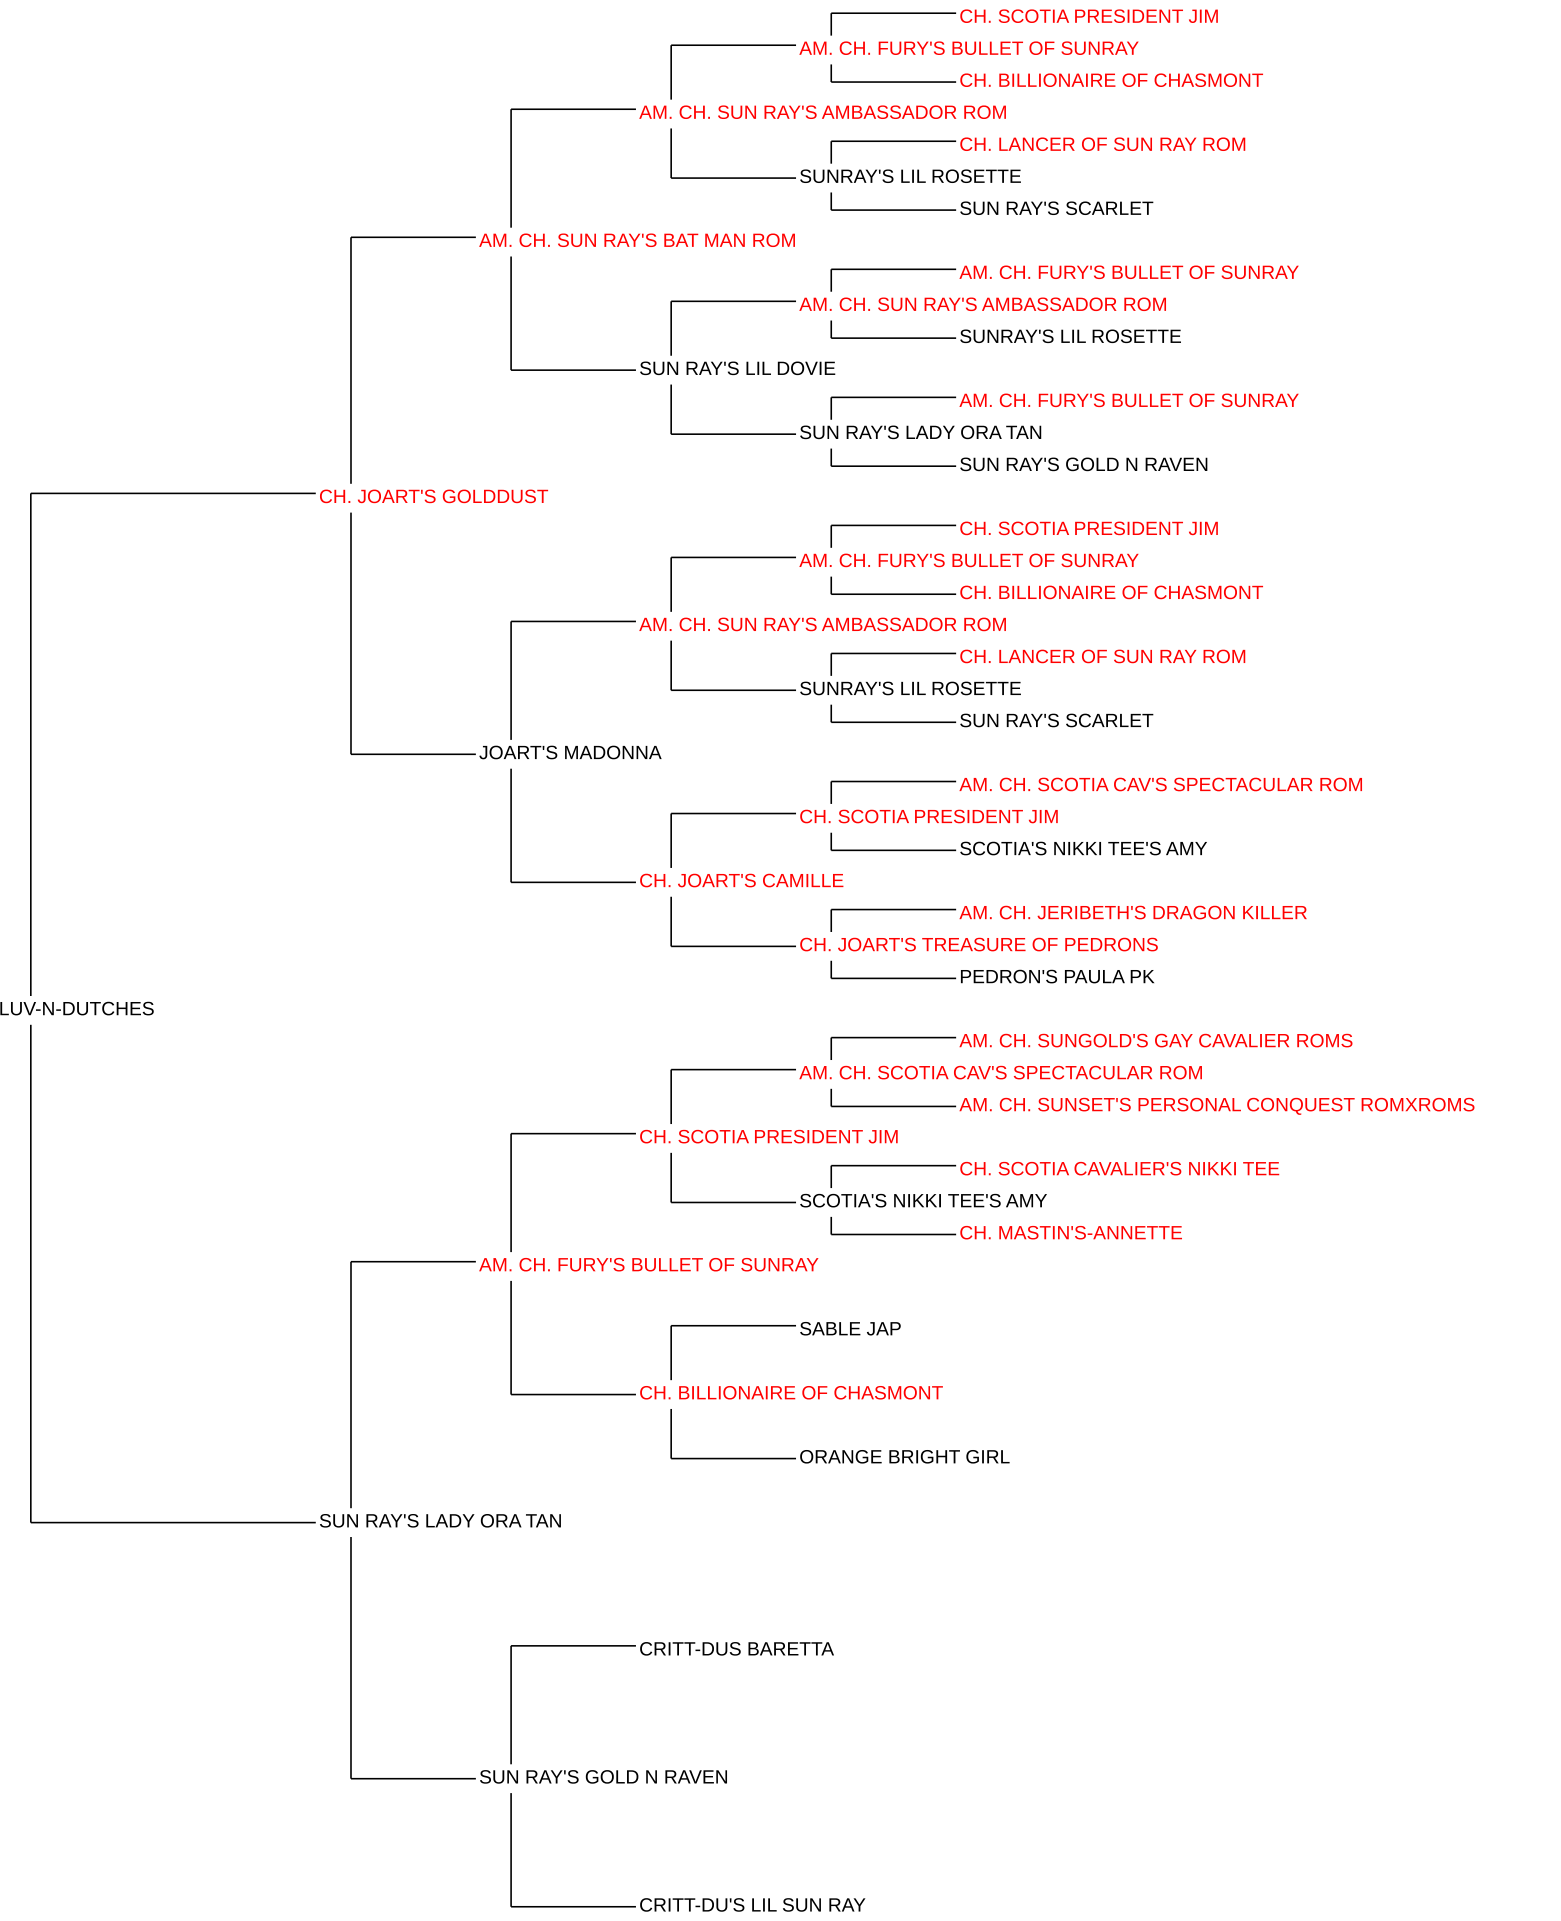 CH. SCOTIA PRESIDENT JIM
AM. CH. FURY'S BULLET OF SUNRAY
CH. BILLIONAIRE OF CHASMONT
AM. CH. SUN RAY'S AMBASSADOR ROM
CH. LANCER OF SUN RAY ROM
SUNRAY'S LIL ROSETTE
SUN RAY'S SCARLET
AM. CH. SUN RAY'S BAT MAN ROM
AM. CH. FURY'S BULLET OF SUNRAY
AM. CH. SUN RAY'S AMBASSADOR ROM
SUNRAY'S LIL ROSETTE
SUN RAY'S LIL DOVIE
AM. CH. FURY'S BULLET OF SUNRAY
SUN RAY'S LADY ORA TAN
SUN RAY'S GOLD N RAVEN
CH. JOART'S GOLDDUST
CH. SCOTIA PRESIDENT JIM
AM. CH. FURY'S BULLET OF SUNRAY
CH. BILLIONAIRE OF CHASMONT
AM. CH. SUN RAY'S AMBASSADOR ROM
CH. LANCER OF SUN RAY ROM
SUNRAY'S LIL ROSETTE
SUN RAY'S SCARLET
JOART'S MADONNA
AM. CH. SCOTIA CAV'S SPECTACULAR ROM
CH. SCOTIA PRESIDENT JIM
SCOTIA'S NIKKI TEE'S AMY
CH. JOART'S CAMILLE
AM. CH. JERIBETH'S DRAGON KILLER
CH. JOART'S TREASURE OF PEDRONS
PEDRON'S PAULA PK
LUV-N-DUTCHES
AM. CH. SUNGOLD'S GAY CAVALIER ROMS
AM. CH. SCOTIA CAV'S SPECTACULAR ROM
AM. CH. SUNSET'S PERSONAL CONQUEST ROMXROMS
CH. SCOTIA PRESIDENT JIM
CH. SCOTIA CAVALIER'S NIKKI TEE
SCOTIA'S NIKKI TEE'S AMY
CH. MASTIN'S-ANNETTE
AM. CH. FURY'S BULLET OF SUNRAY
SABLE JAP
CH. BILLIONAIRE OF CHASMONT
ORANGE BRIGHT GIRL
SUN RAY'S LADY ORA TAN
CRITT-DUS BARETTA
SUN RAY'S GOLD N RAVEN
CRITT-DU'S LIL SUN RAY